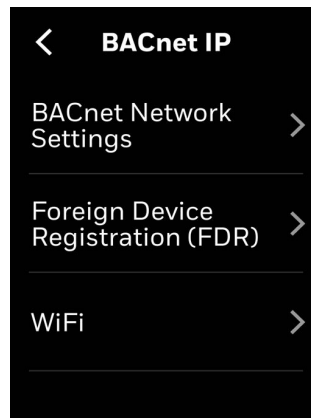 BACnet IP
BACnet Network
Settings
Foreign Device
Registration (FDR)
WiFi